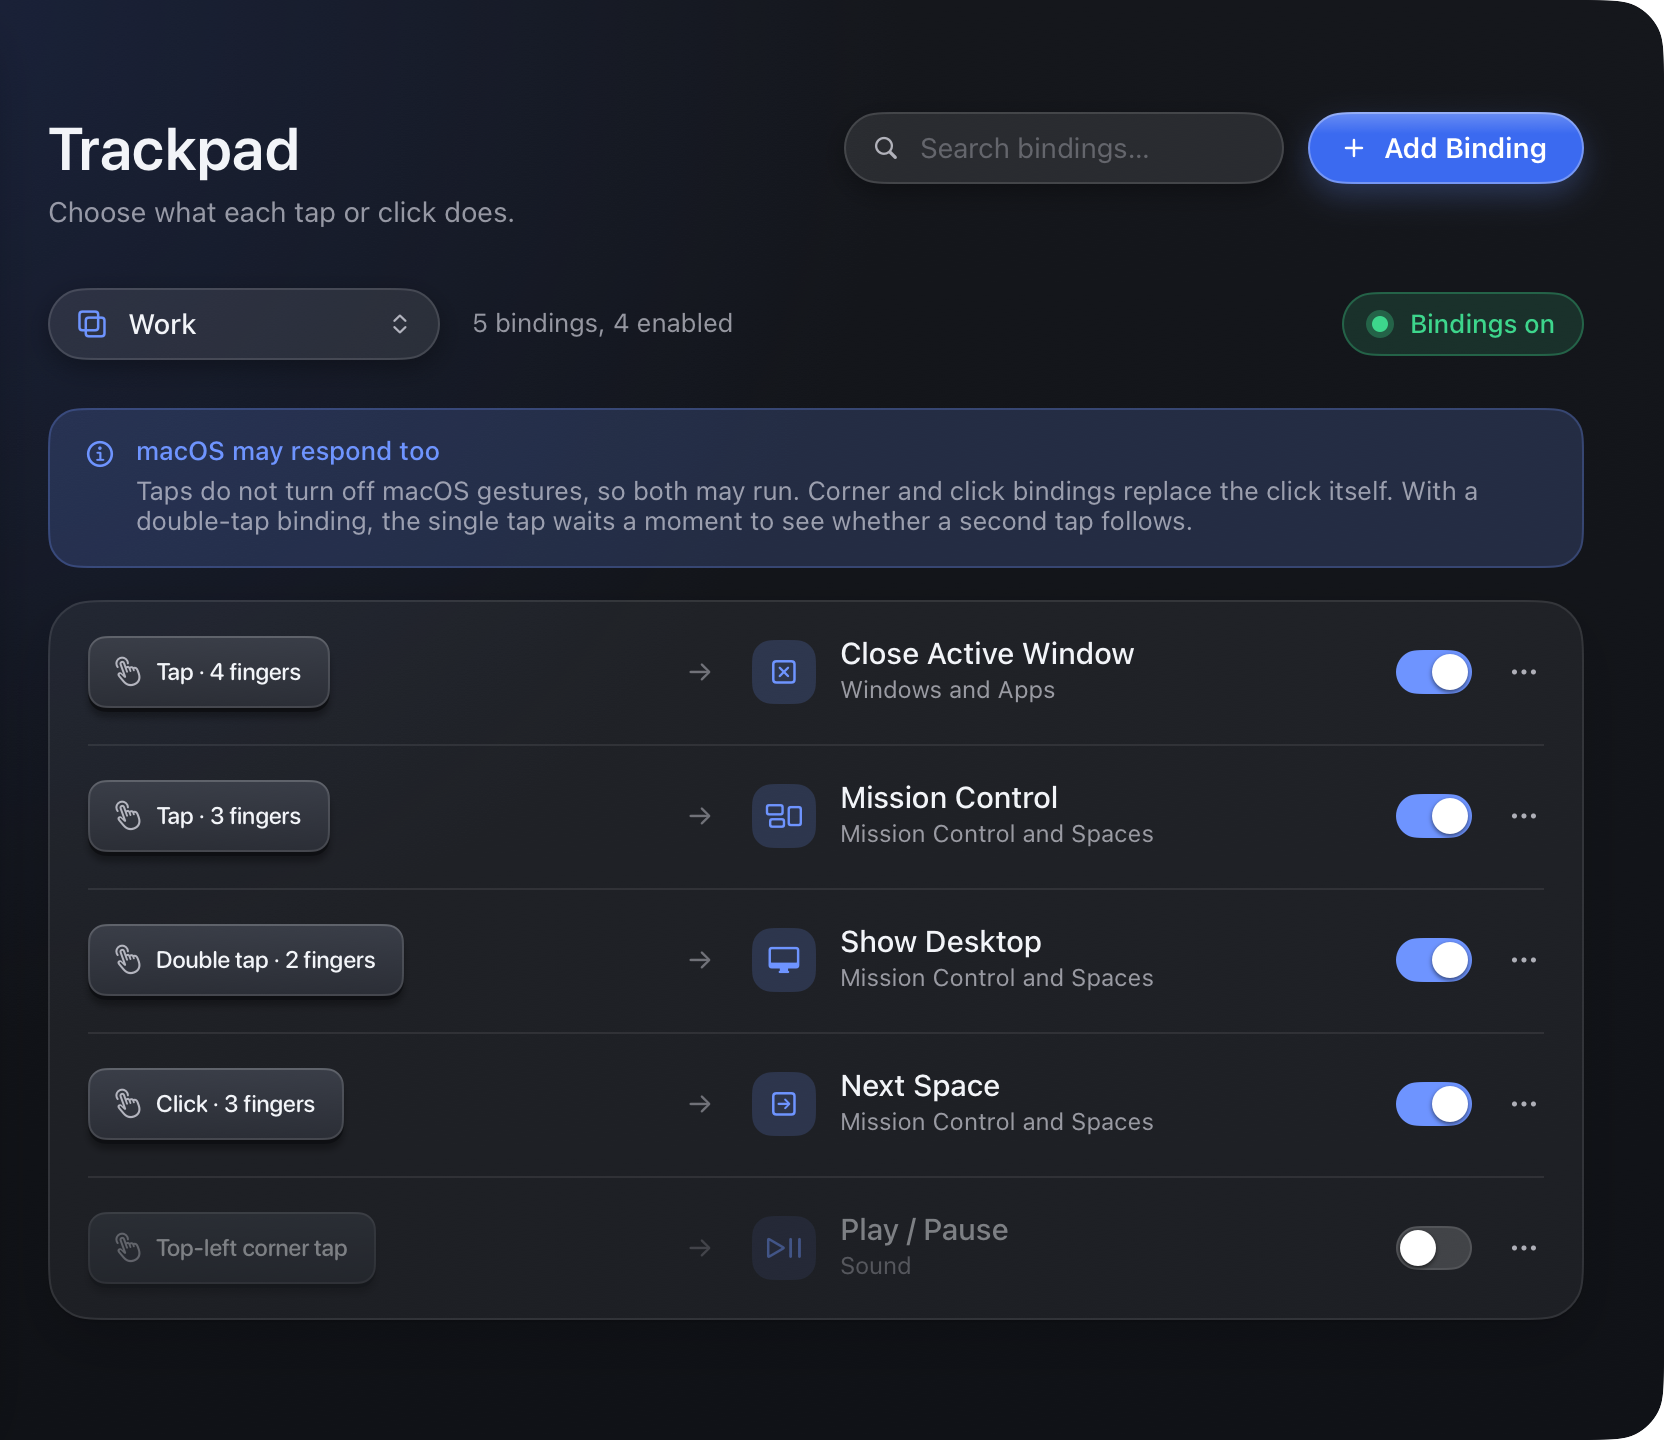 Trackpad
Choose what each tap or click does.
Search bindings...
Add Binding
Work
5 bindings, 4 enabled
Bindings on
macOS may respond too
Taps do not turn off macOS gestures, so both may run. Corner and click bindings replace the click itself. With a
double-tap binding, the single tap waits a moment to see whether a second tap follows.
Tap · 4 fingers
Close Active Window
Windows and Apps
Tap · 3 fingers
Mission Control
Mission Control and Spaces
Double tap · 2 fingers
Show Desktop
Mission Control and Spaces
Click · 3 fingers
Next Space
Mission Control and Spaces
Top-left corner tap
Play / Pause
Sound